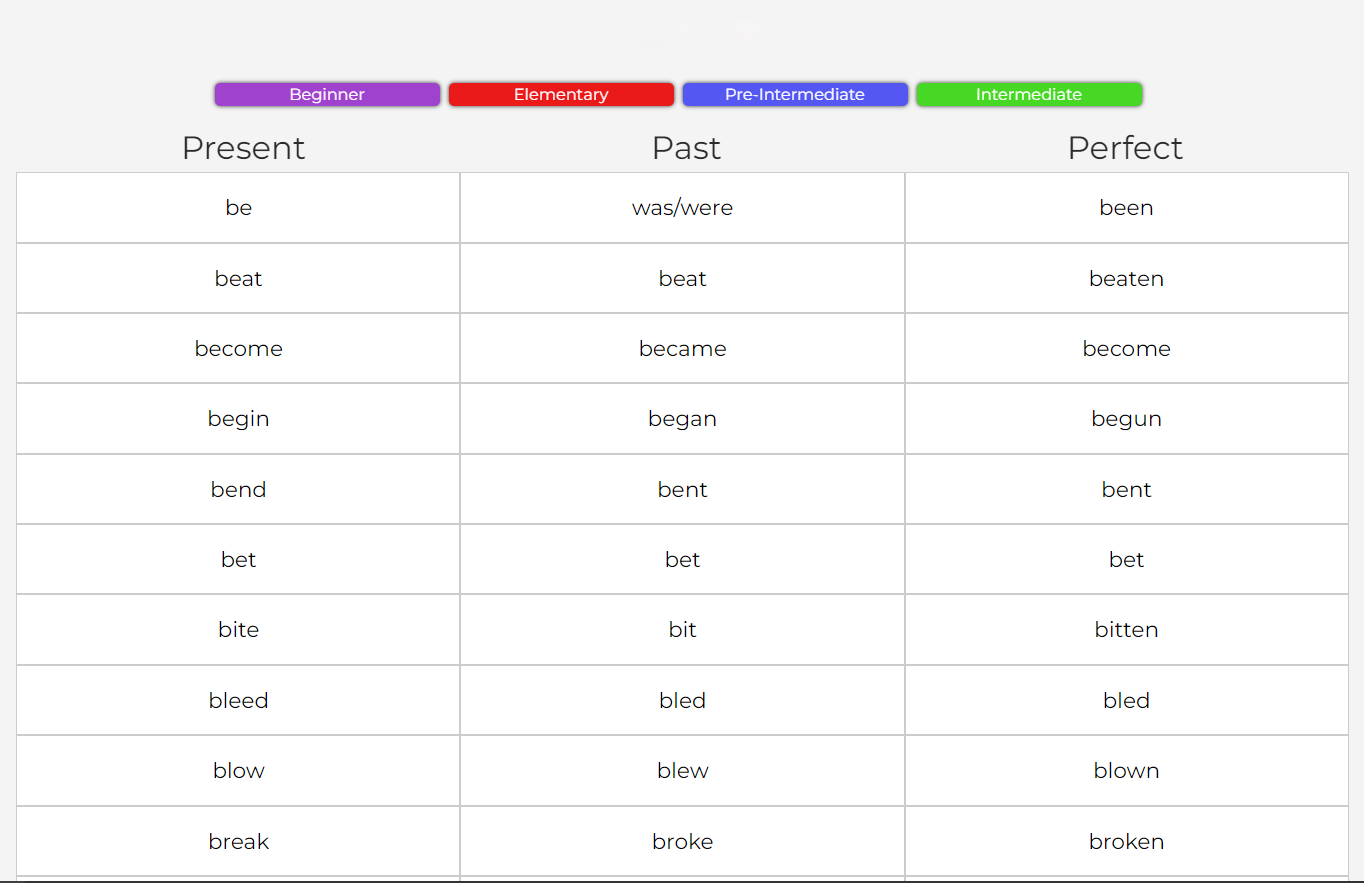 Beginner Elementary Pre-Intermediate Intermediate
Present Past Perfect
be was/were been
beat beat beaten
become became become
begin began begun
bend bent bent
bet bet bet
bite bit bitten
bleed bled bled
blow blew blown
break broke broken